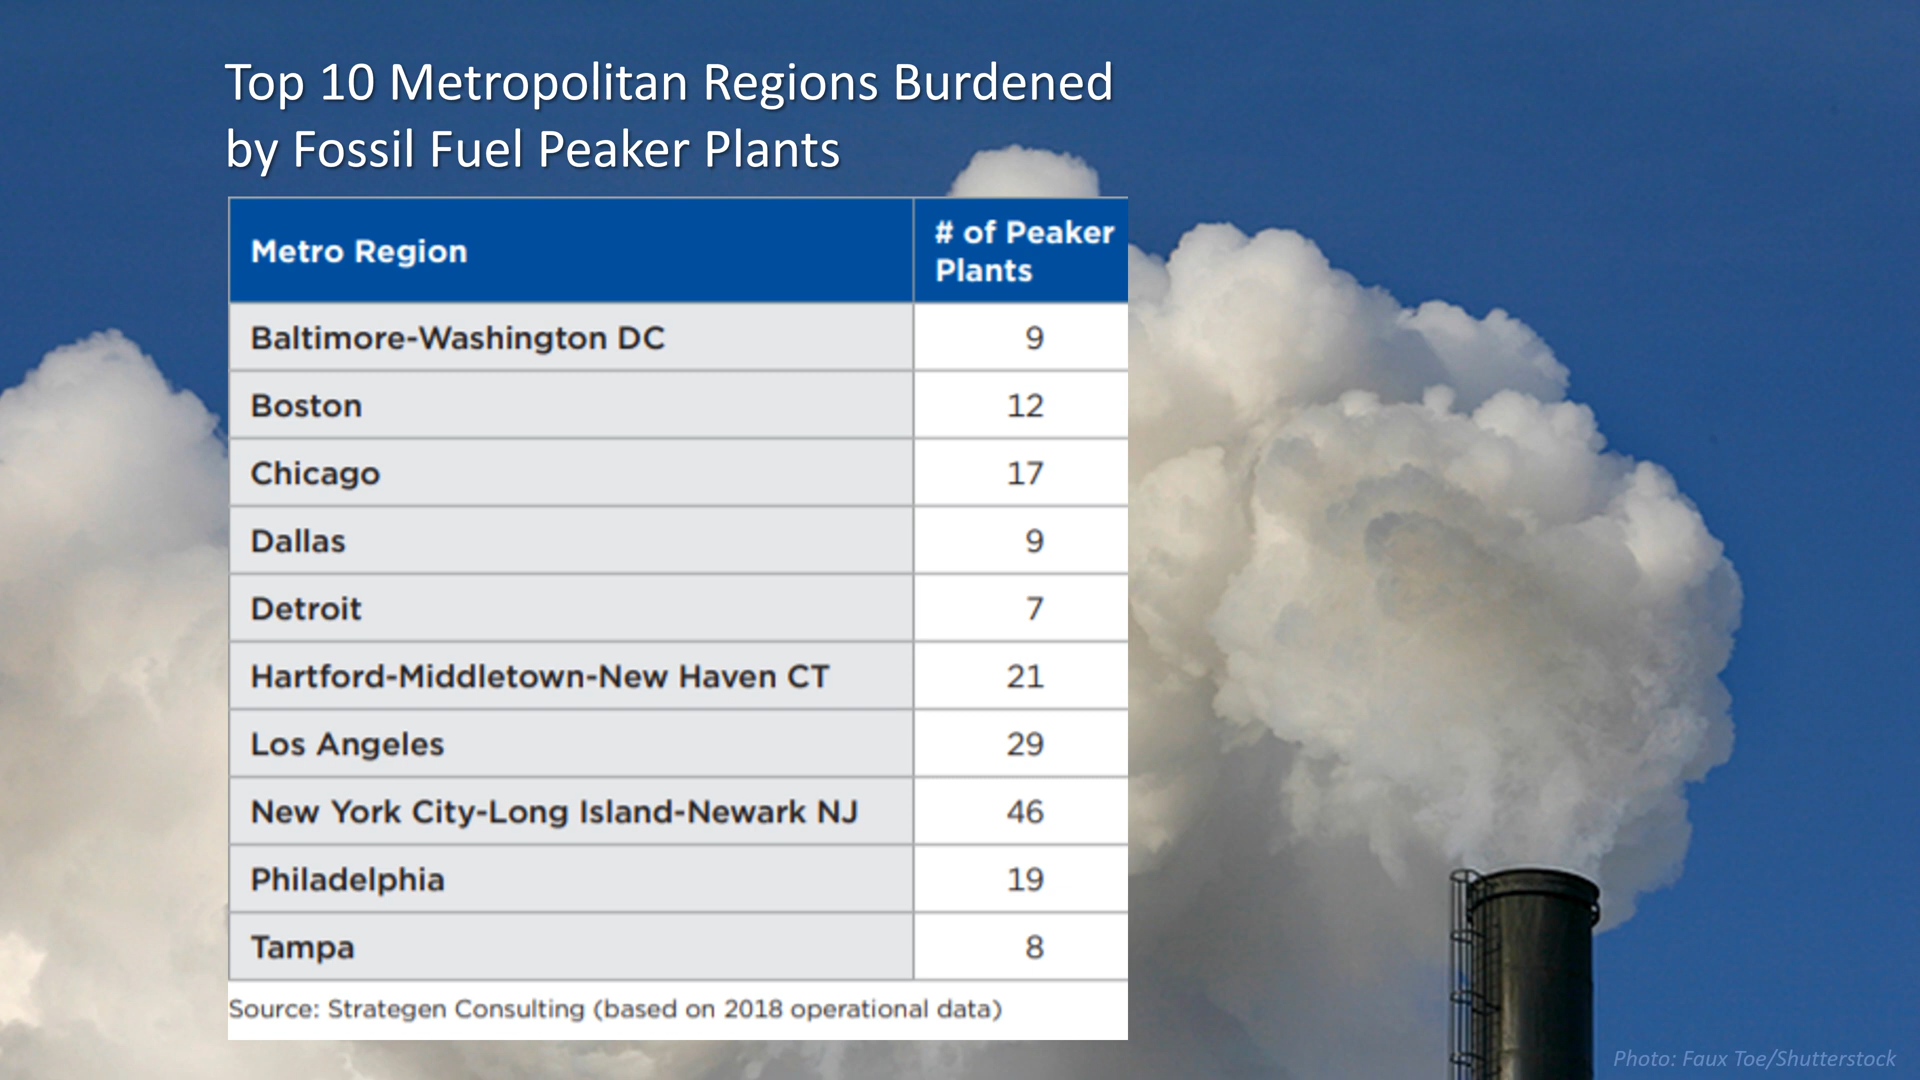 Top 10 Metropolitan Regions Burdened
by Fossil Fuel Peaker Plants
Metro Region
# of Peaker
Plants
Baltimore-Washington DC 9
Boston 12
Chicago 17
Dallas 9
Detroit 7
Hartford-Middletown-New Haven CT 21
Los Angeles 29
New York City-Long Island-Newark NJ 46
Philadelphia 19
Tampa 8
Source: Strategen Consulting (based on 2018 operational data)
Photo: Faux Toe/Shutterstock